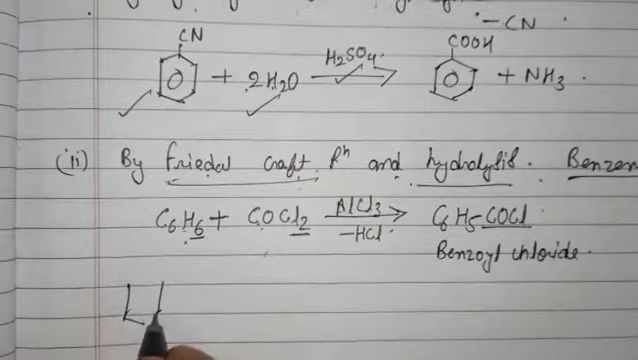 -CN
CN COOH
+ 2H2O H2SO4 → + NH3.
(ii) By Friedal craft Rn and hydrolysis. Benzen
C6H6 + COCl2 AlCl3 → C6H5COCl
-HCl
Benzoyl chloride.